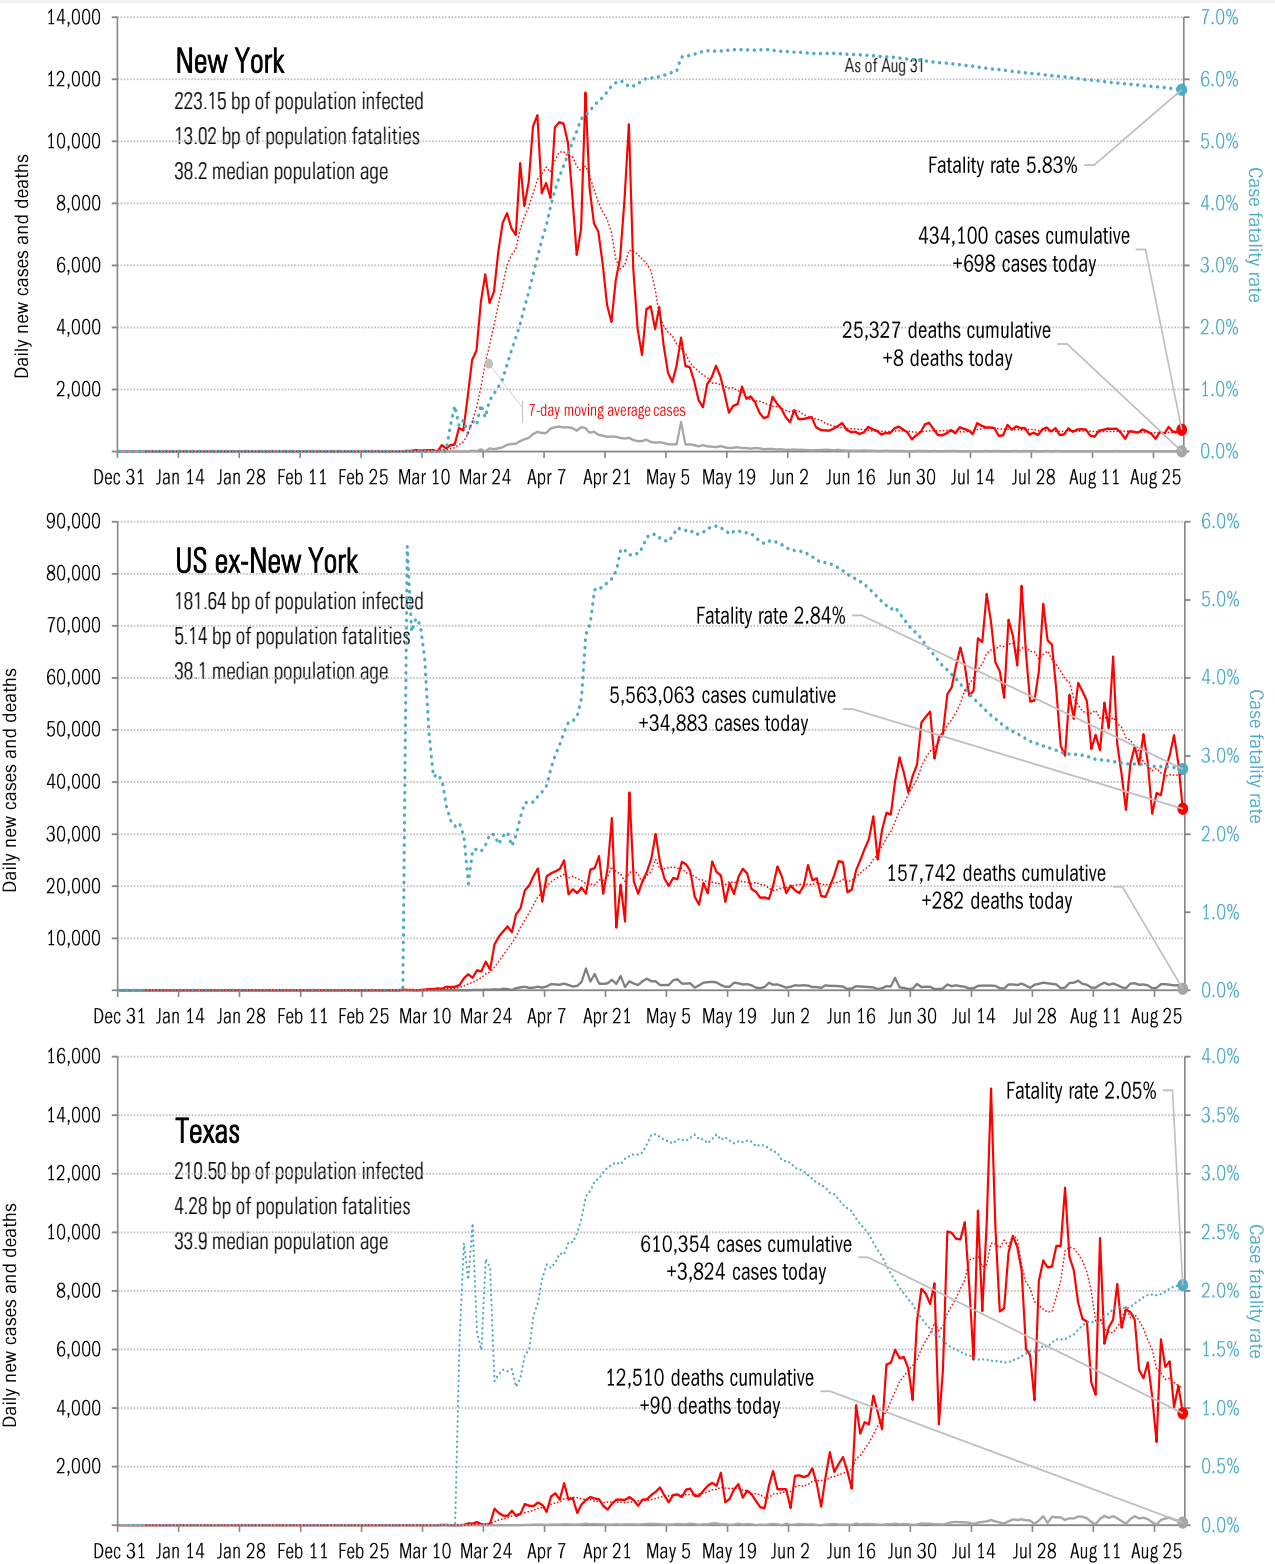 14,000
12,000
10,000
8,000
6,000
4,000
2,000
Daily new cases and deaths
New York
223.15 bp of population infected
13.02 bp of population fatalities
38.2 median population age
As of Aug 31
Fatality rate 5.83%
434,100 cases cumulative
+698 cases today
25,327 deaths cumulative
+8 deaths today
7-day moving average cases
7.0%
6.0%
5.0%
4.0%
3.0%
2.0%
1.0%
0.0%
Case fatality rate
Dec 31 Jan 14 Jan 28 Feb 11 Feb 25 Mar 10 Mar 24 Apr 7 Apr 21 May 5 May 19 Jun 2 Jun 16 Jun 30 Jul 14 Jul 28 Aug 11 Aug 25
90,000
80,000
70,000
60,000
50,000
40,000
30,000
20,000
10,000
Daily new cases and deaths
US ex-New York
181.64 bp of population infected
5.14 bp of population fatalities
38.1 median population age
Fatality rate 2.84%
5,563,063 cases cumulative
+34,883 cases today
157,742 deaths cumulative
+282 deaths today
6.0%
5.0%
4.0%
3.0%
2.0%
1.0%
0.0%
Case fatality rate
Dec 31 Jan 14 Jan 28 Feb 11 Feb 25 Mar 10 Mar 24 Apr 7 Apr 21 May 5 May 19 Jun 2 Jun 16 Jun 30 Jul 14 Jul 28 Aug 11 Aug 25
16,000
14,000
12,000
10,000
8,000
6,000
4,000
2,000
Daily new cases and deaths
Texas
210.50 bp of population infected
4.28 bp of population fatalities
33.9 median population age
Fatality rate 2.05%
610,354 cases cumulative
+3,824 cases today
12,510 deaths cumulative
+90 deaths today
4.0%
3.5%
3.0%
2.5%
2.0%
1.5%
1.0%
0.5%
0.0%
Case fatality rate
Dec 31 Jan 14 Jan 28 Feb 11 Feb 25 Mar 10 Mar 24 Apr 7 Apr 21 May 5 May 19 Jun 2 Jun 16 Jun 30 Jul 14 Jul 28 Aug 11 Aug 25